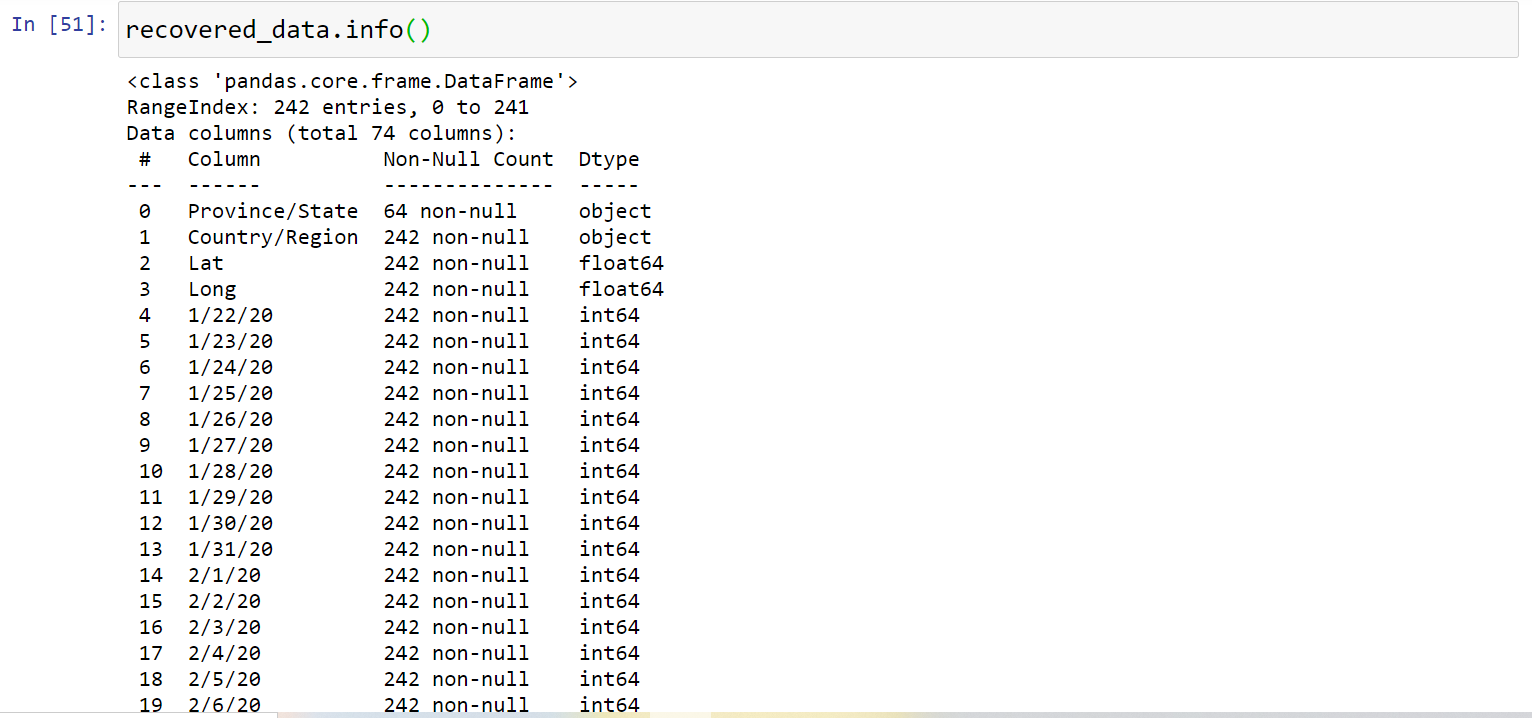 In [51]: recovered_data.info()
<class 'pandas.core.frame.DataFrame'>
RangeIndex: 242 entries, 0 to 241
Data columns (total 74 columns):
 #   Column          Non-Null Count  Dtype
---  ------          --------------  -----
 0   Province/State  64 non-null     object
 1   Country/Region  242 non-null    object
 2   Lat             242 non-null    float64
 3   Long            242 non-null    float64
 4   1/22/20         242 non-null    int64
 5   1/23/20         242 non-null    int64
 6   1/24/20         242 non-null    int64
 7   1/25/20         242 non-null    int64
 8   1/26/20         242 non-null    int64
 9   1/27/20         242 non-null    int64
 10  1/28/20         242 non-null    int64
 11  1/29/20         242 non-null    int64
 12  1/30/20         242 non-null    int64
 13  1/31/20         242 non-null    int64
 14  2/1/20          242 non-null    int64
 15  2/2/20          242 non-null    int64
 16  2/3/20          242 non-null    int64
 17  2/4/20          242 non-null    int64
 18  2/5/20          242 non-null    int64
 19  2/6/20          242 non-null    int64